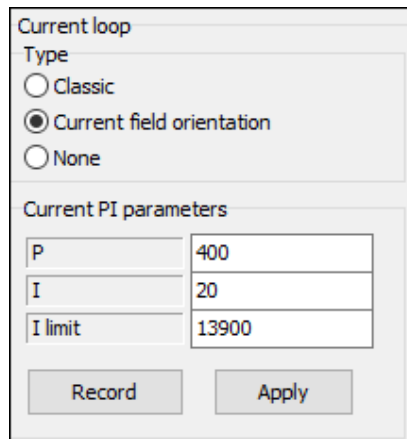 Current loop
Type
Classic
Current field orientation
None
Current PI parameters
P 400
I 20
I limit 13900
Record Apply